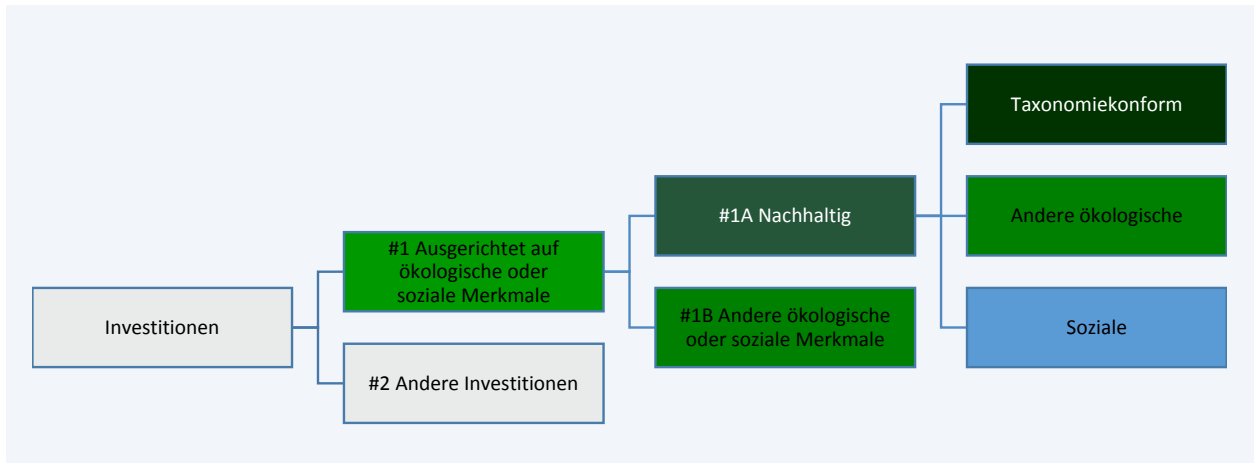 Investitionen
#1 Ausgerichtet auf
ökologische oder
soziale Merkmale
#2 Andere Investitionen
#1A Nachhaltig
#1B Andere ökologische
oder soziale Merkmale
Taxonomiekonform
Andere ökologische
Soziale